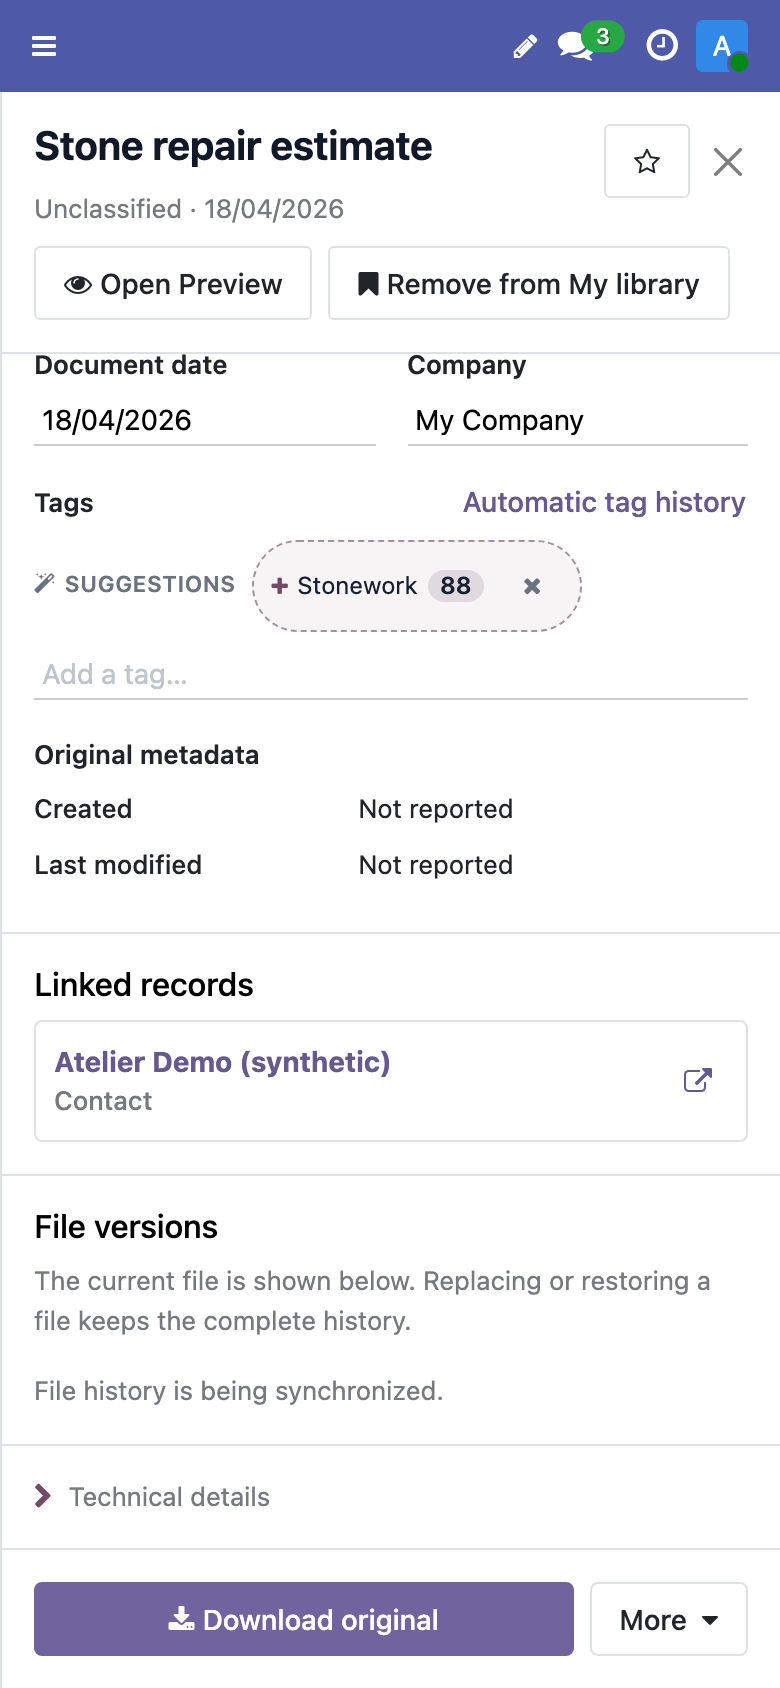 3
A
Stone repair estimate
Unclassified · 18/04/2026
Open Preview
Remove from My library
Document date
Company
18/04/2026
My Company
Tags
Automatic tag history
SUGGESTIONS
Stonework 88
Add a tag...
Original metadata
Created
Not reported
Last modified
Not reported
Linked records
Atelier Demo (synthetic)
Contact
File versions
The current file is shown below. Replacing or restoring a
file keeps the complete history.
File history is being synchronized.
Technical details
Download original
More